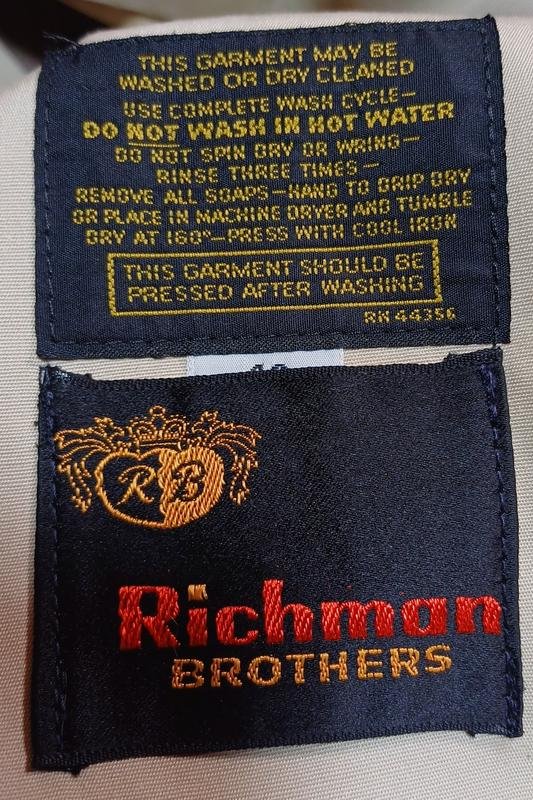 THIS GARMENT MAY BE
WASHED OR DRY CLEANED
USE COMPLETE WASH CYCLE—
DO NOT WASH IN HOT WATER
DO NOT SPIN DRY OR WRING—
RINSE THREE TIMES—
REMOVE ALL SOAPS—HAND TO DRIP DRY
OR PLACE IN MACHINE DRYER AND TUMBLE
DRY AT 160°—PRESS WITH COOL IRON
THIS GARMENT SHOULD BE
PRESSED AFTER WASHING
RN 44356
R B
Richman
BROTHERS